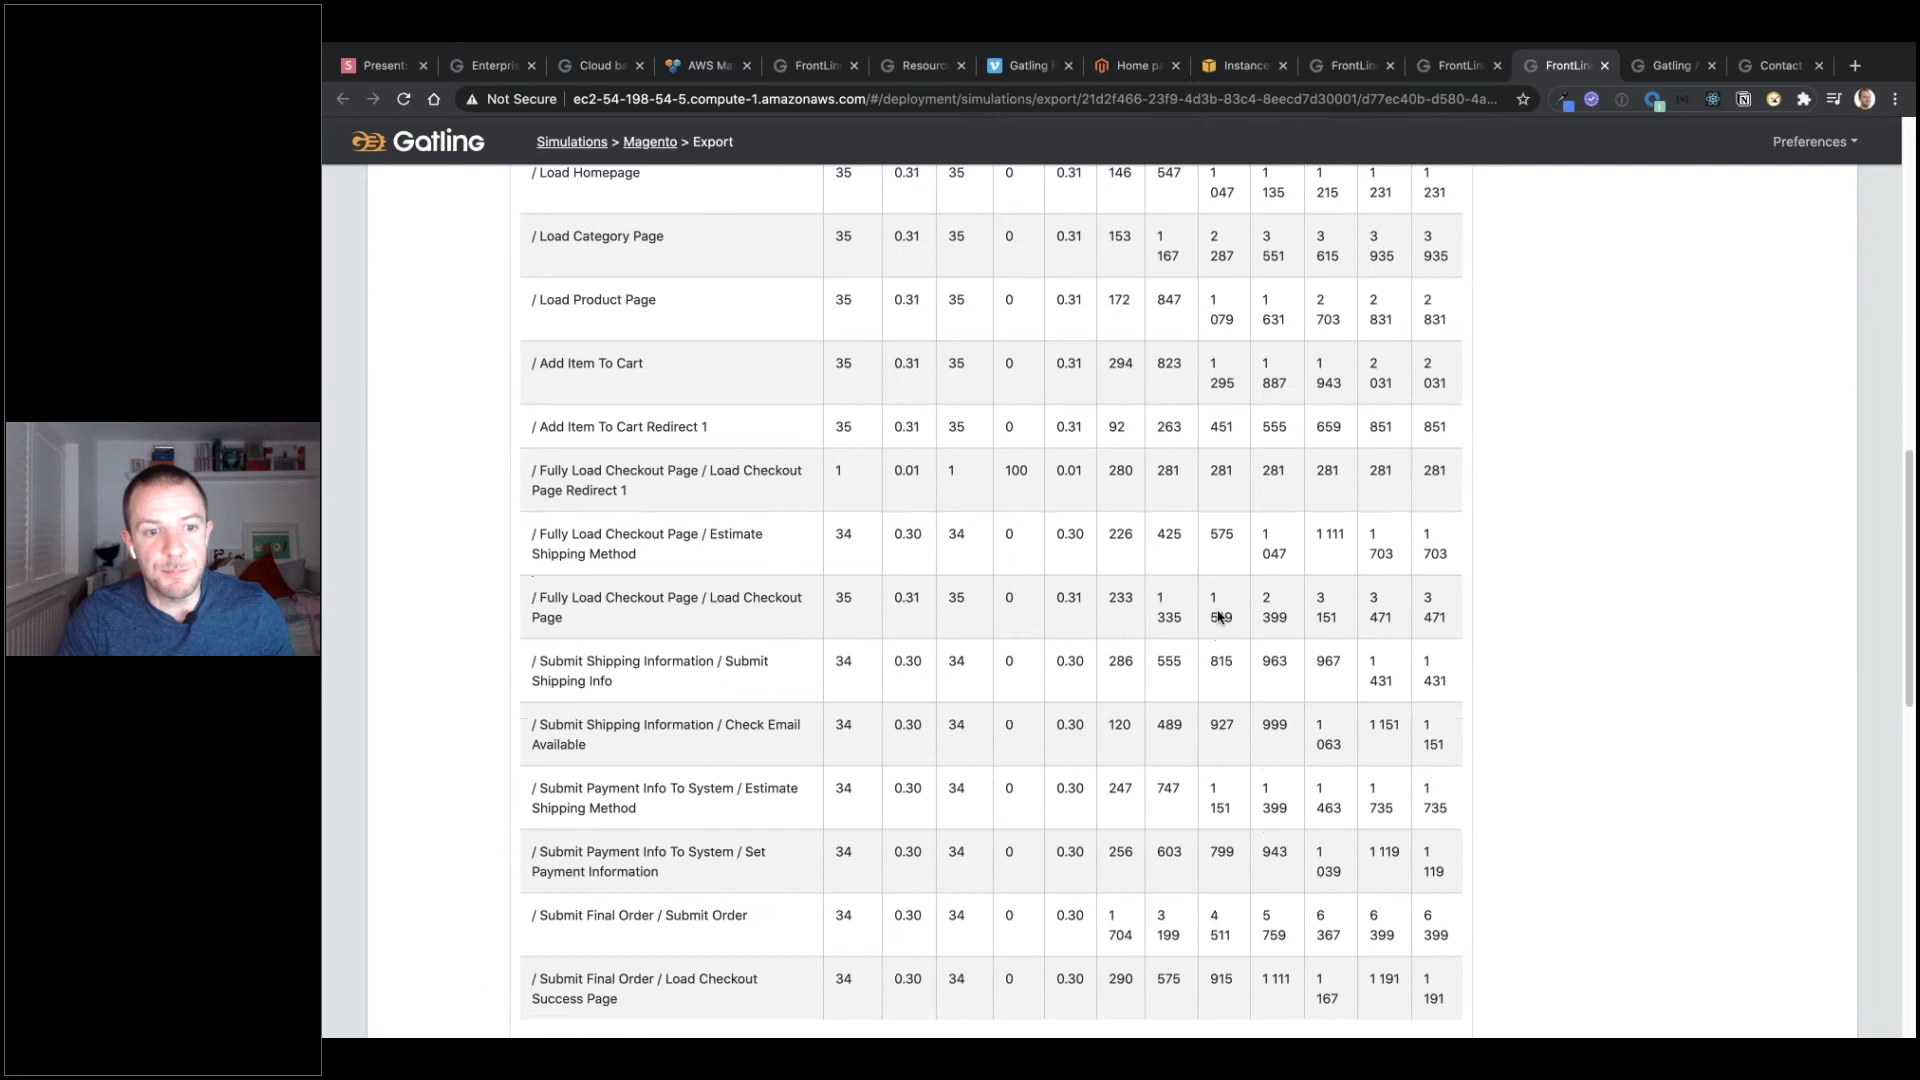 Present:
Enterpri
Cloud b
AWS Ma
FrontLin
Resourc
Gatling F
Home p
Instance
FrontLin
FrontLin
FrontLin
Gatling
Contact
Not Secure ec2-54-198-54-5.compute-1.amazonaws.com/#/deployment/simulations/export/21d2f466-23f9-4d3b-83c4-8eecd7d30001/d77ec40b-d580-4a...
Gatling
Simulations > Magento > Export
Preferences
/ Load Homepage 35 0.31 35 0 0.31 146 547 1 1 1 1 1
047 135 215 231 231
/ Load Category Page 35 0.31 35 0 0.31 153 1 2 3 3 3 3
167 287 551 615 935 935
/ Load Product Page 35 0.31 35 0 0.31 172 847 1 1 2 2 2
079 631 703 831 831
/ Add Item To Cart 35 0.31 35 0 0.31 294 823 1 1 1 2 2
295 887 943 031 031
/ Add Item To Cart Redirect 1 35 0.31 35 0 0.31 92 263 451 555 659 851 851
/ Fully Load Checkout Page / Load Checkout 1 0.01 1 100 0.01 280 281 281 281 281 281 281
Page Redirect 1
/ Fully Load Checkout Page / Estimate 34 0.30 34 0 0.30 226 425 575 1 1 111 1 1
Shipping Method 047 703 703
/ Fully Load Checkout Page / Load Checkout 35 0.31 35 0 0.31 233 1 1 2 3 3 3
Page 335 399 151 471 471
/ Submit Shipping Information / Submit 34 0.30 34 0 0.30 286 555 815 963 967 1 1
Shipping Info 431 431
/ Submit Shipping Information / Check Email 34 0.30 34 0 0.30 120 489 927 999 1 1 151 1
Available 063 151
/ Submit Payment Info To System / Estimate 34 0.30 34 0 0.30 247 747 1 1 1 1 1
Shipping Method 151 399 463 735 735
/ Submit Payment Info To System / Set 34 0.30 34 0 0.30 256 603 799 943 1 1 119 1
Payment Information 039 119
/ Submit Final Order / Submit Order 34 0.30 34 0 0.30 1 3 4 5 6 6 6
704 199 511 759 367 399 399
/ Submit Final Order / Load Checkout 34 0.30 34 0 0.30 290 575 915 1 111 1 1 191 1
Success Page 167 191